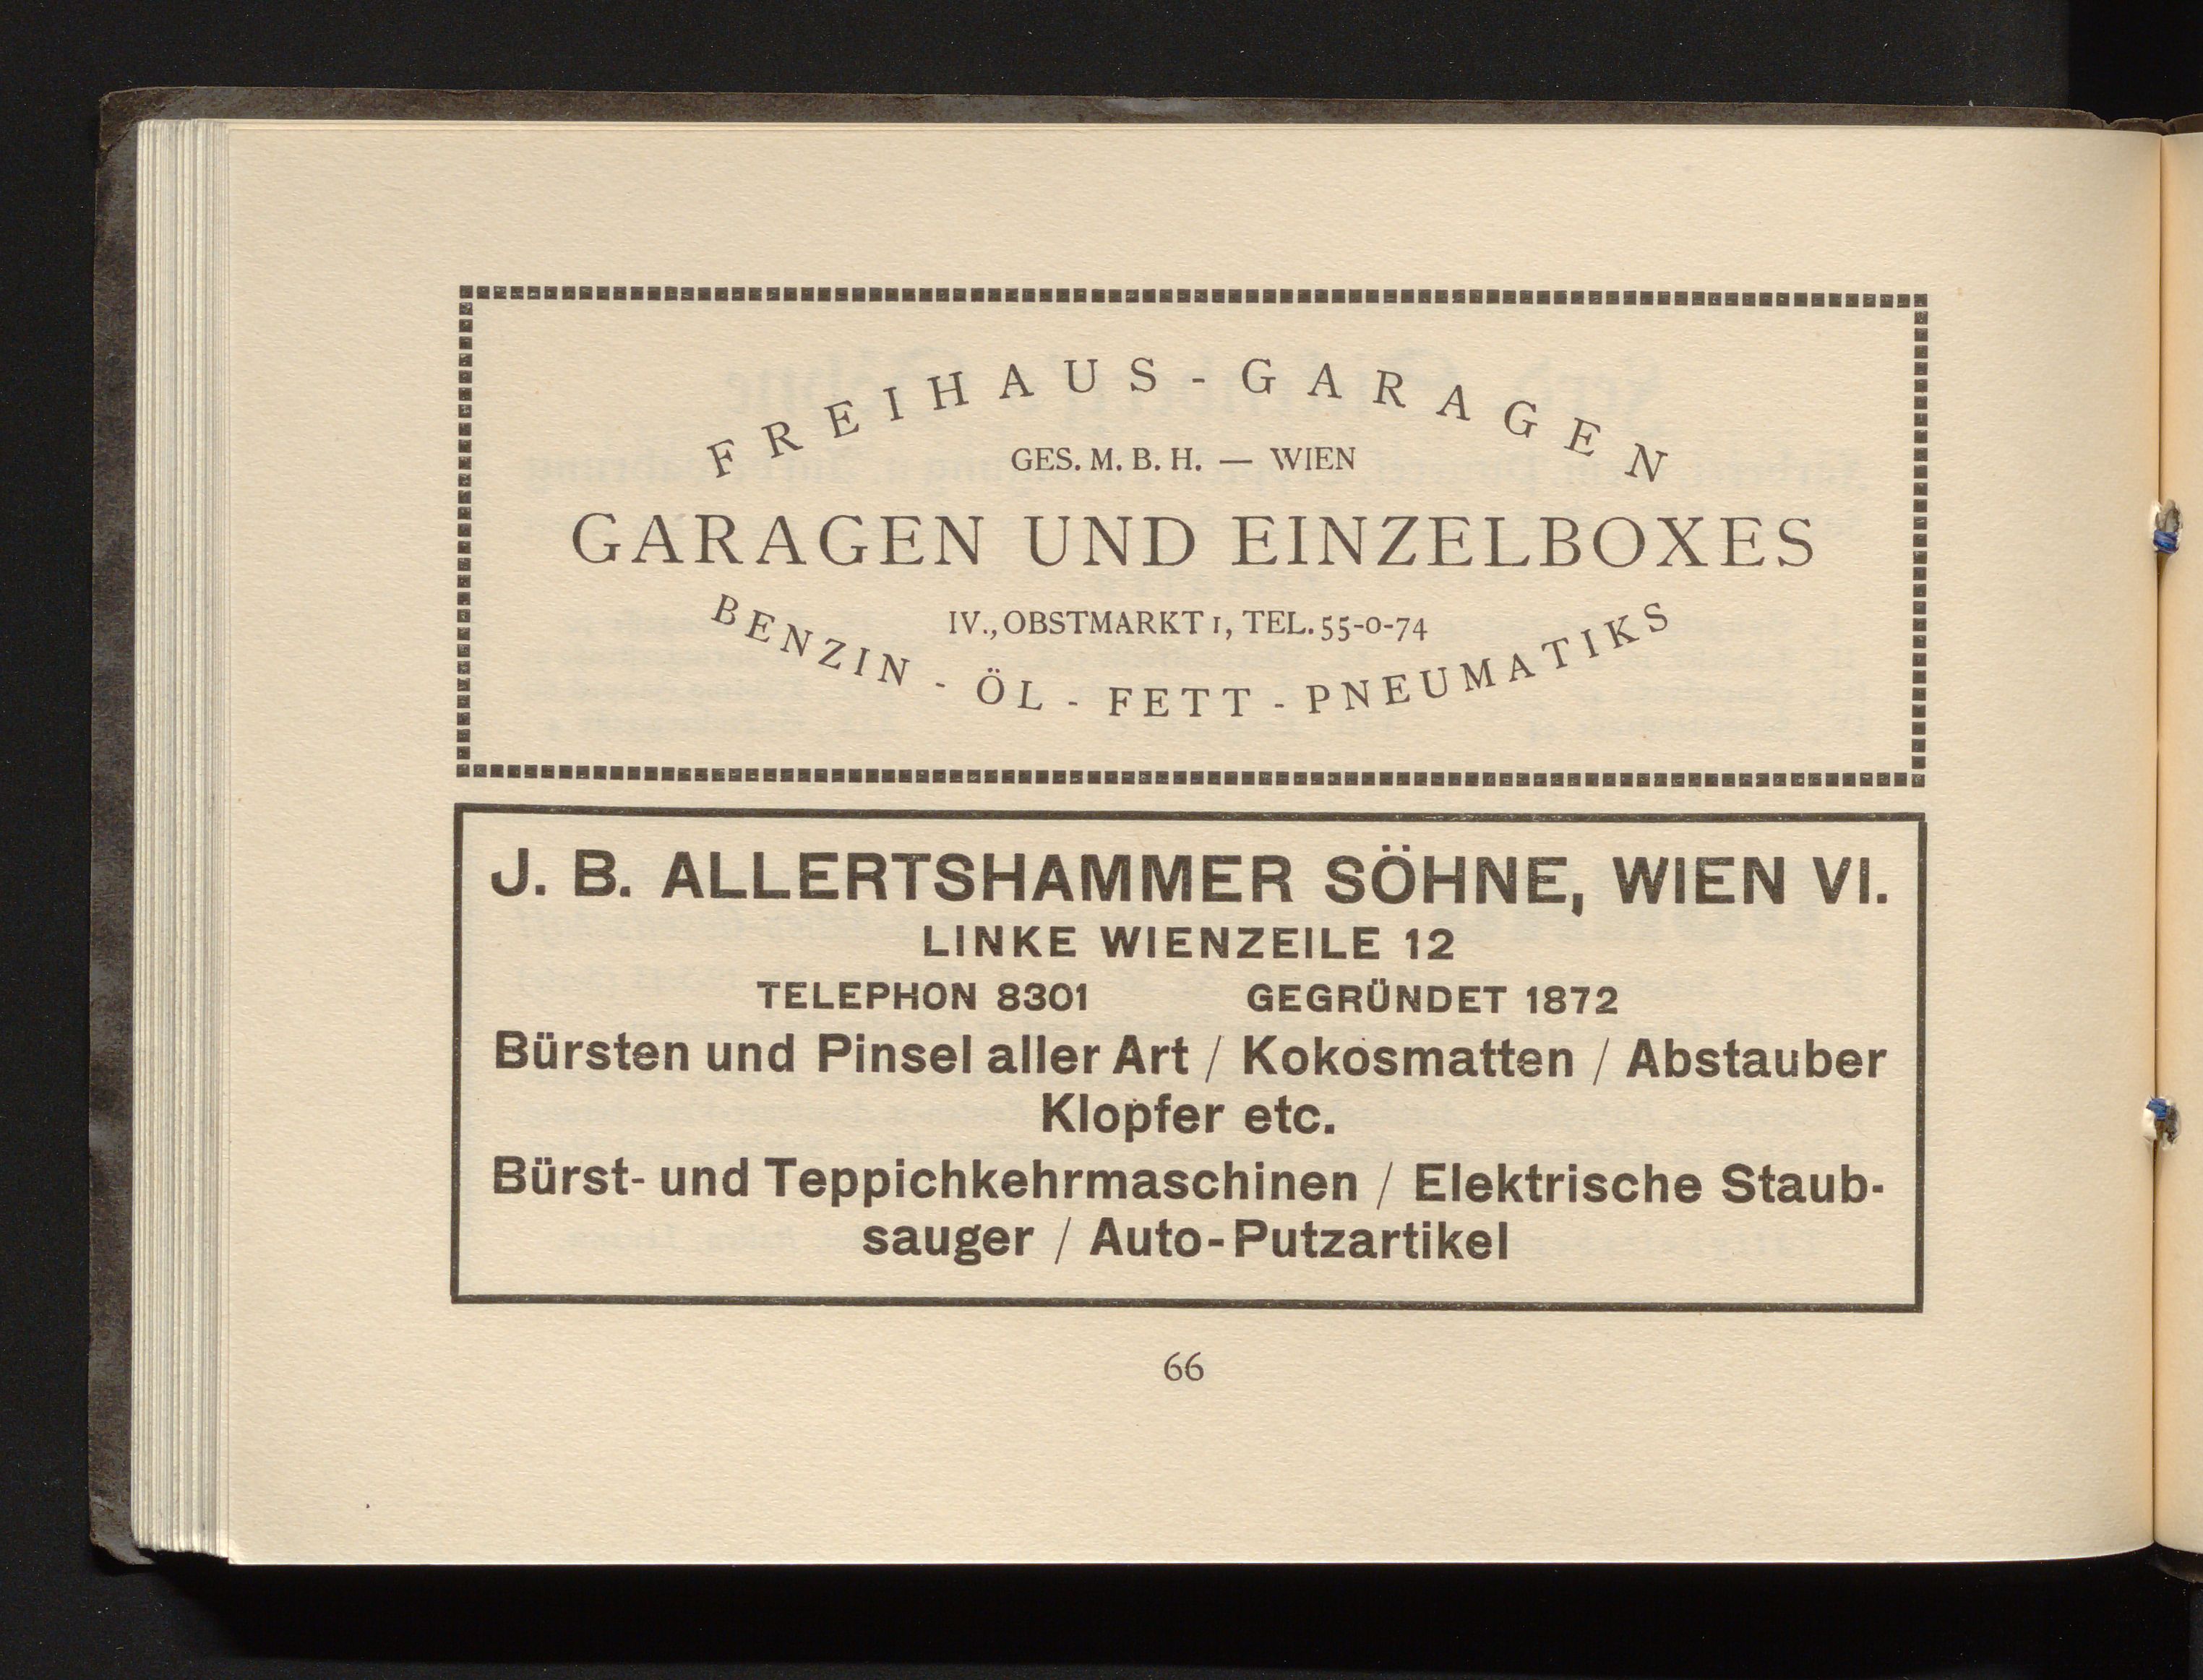 FREIHAUS-GARAGEN
GES. M. B. H. — WIEN
GARAGEN UND EINZELBOXES
IV., OBSTMARKT 1, TEL. 55-0-74
BENZIN - ÖL - FETT - PNEUMATIKS
J. B. ALLERTSHAMMER SÖHNE, WIEN VI.
LINKE WIENZEILE 12
TELEPHON 8301 GEGRÜNDET 1872
Bürsten und Pinsel aller Art / Kokosmatten / Abstauber
Klopfer etc.
Bürst- und Teppichkehrmaschinen / Elektrische Staub-
sauger / Auto-Putzartikel
66